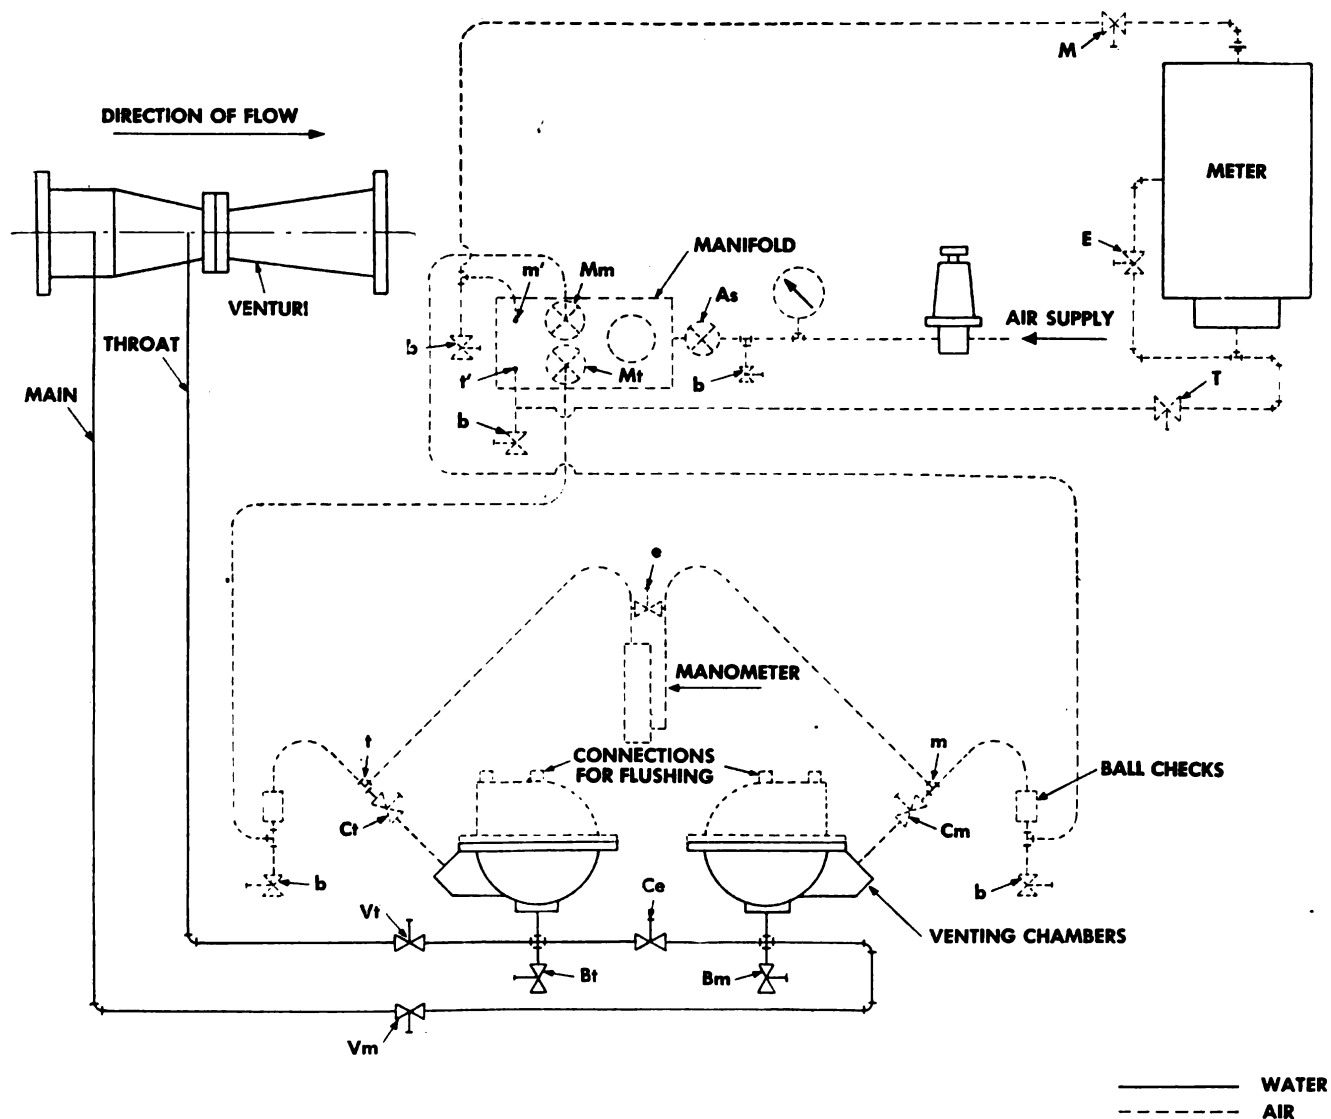 M
DIRECTION OF FLOW
METER
MANIFOLD
E
m'
Mm
As
VENTURI
AIR SUPPLY
THROAT
b
t'
Mt
b
T
MAIN
b
e
MANOMETER
t
CONNECTIONS
FOR FLUSHING
m
BALL CHECKS
Ct
Cm
b
b
Ce
Vt
VENTING CHAMBERS
Bt
Bm
Vm
WATER
AIR